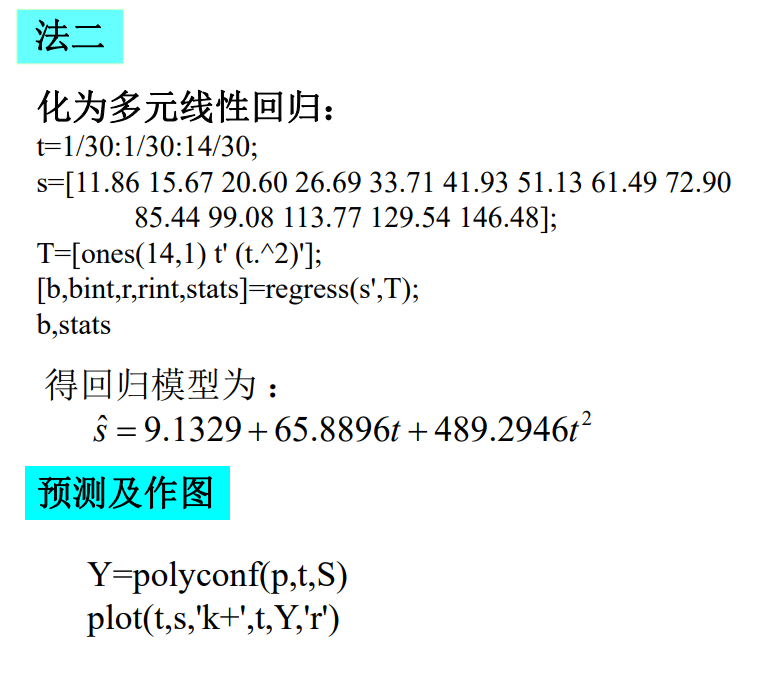 法二
化为多元线性回归：
t=1/30:1/30:14/30;
s=[11.86 15.67 20.60 26.69 33.71 41.93 51.13 61.49 72.90
85.44 99.08 113.77 129.54 146.48];
T=[ones(14,1) t' (t.^2)'];
[b,bint,r,rint,stats]=regress(s',T);
b,stats
得回归模型为：
ŝ = 9.1329 + 65.8896t + 489.2946t²
预测及作图
Y=polyconf(p,t,S)
plot(t,s,'k+',t,Y,'r')